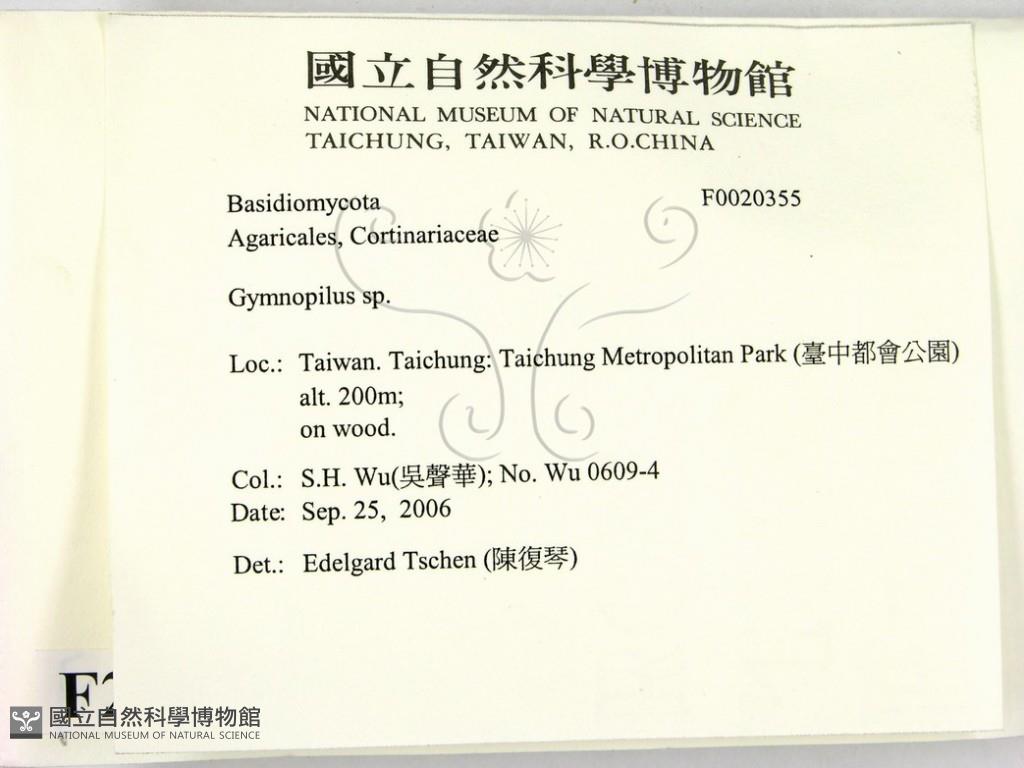 國立自然科學博物館
NATIONAL MUSEUM OF NATURAL SCIENCE
TAICHUNG, TAIWAN, R.O.CHINA
Basidiomycota F0020355
Agaricales, Cortinariaceae
Gymnopilus sp.
Loc.: Taiwan. Taichung: Taichung Metropolitan Park (臺中都會公園)
alt. 200m;
on wood.
Col.: S.H. Wu(吳聲華); No. Wu 0609-4
Date: Sep. 25, 2006
Det.: Edelgard Tschen (陳復琴)
國立自然科學博物館
NATIONAL MUSEUM OF NATURAL SCIENCE